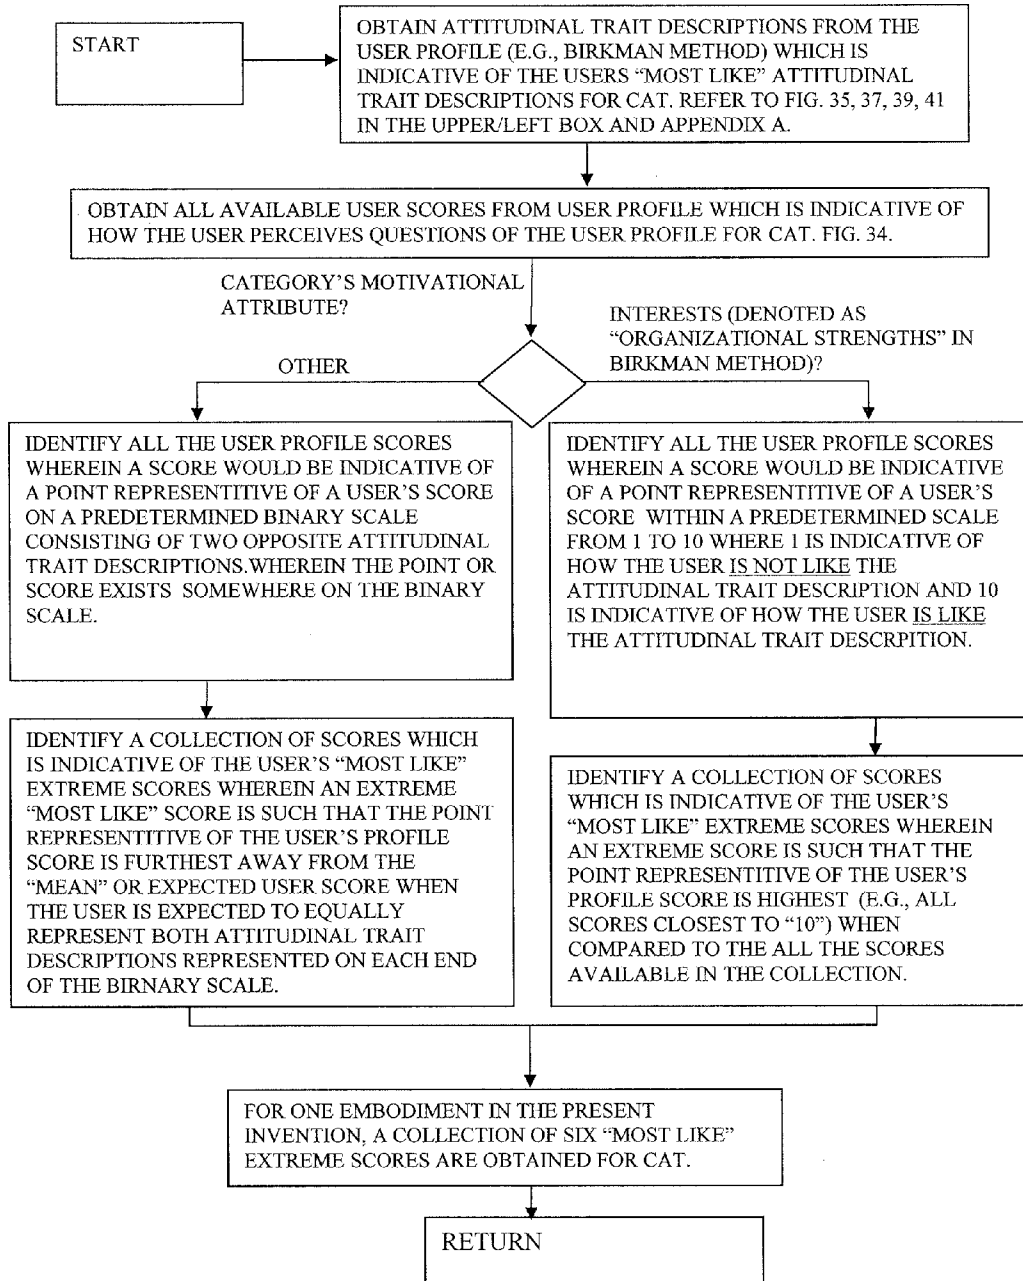 START
OBTAIN ATTITUDINAL TRAIT DESCRIPTIONS FROM THE
USER PROFILE (E.G., BIRKMAN METHOD) WHICH IS
INDICATIVE OF THE USERS “MOST LIKE” ATTITUDINAL
TRAIT DESCRIPTIONS FOR CAT. REFER TO FIG. 35, 37, 39, 41
IN THE UPPER/LEFT BOX AND APPENDIX A.
OBTAIN ALL AVAILABLE USER SCORES FROM USER PROFILE WHICH IS INDICATIVE OF
HOW THE USER PERCEIVES QUESTIONS OF THE USER PROFILE FOR CAT. FIG. 34.
CATEGORY’S MOTIVATIONAL
ATTRIBUTE?
INTERESTS (DENOTED AS
“ORGANIZATIONAL STRENGTHS” IN
BIRKMAN METHOD)?
OTHER
IDENTIFY ALL THE USER PROFILE SCORES
WHEREIN A SCORE WOULD BE INDICATIVE OF
A POINT REPRESENTITIVE OF A USER’S SCORE
ON A PREDETERMINED BINARY SCALE
CONSISTING OF TWO OPPOSITE ATTITUDINAL
TRAIT DESCRIPTIONS.WHEREIN THE POINT OR
SCORE EXISTS SOMEWHERE ON THE BINARY
SCALE.
IDENTIFY ALL THE USER PROFILE SCORES
WHEREIN A SCORE WOULD BE INDICATIVE
OF A POINT REPRESENTITIVE OF A USER’S
SCORE WITHIN A PREDETERMINED SCALE
FROM 1 TO 10 WHERE 1 IS INDICATIVE OF
HOW THE USER IS NOT LIKE THE
ATTITUDINAL TRAIT DESCRIPTION AND 10
IS INDICATIVE OF HOW THE USER IS LIKE
THE ATTITUDINAL TRAIT DESCRPITION.
IDENTIFY A COLLECTION OF SCORES WHICH
IS INDICATIVE OF THE USER’S “MOST LIKE”
EXTREME SCORES WHEREIN AN EXTREME
“MOST LIKE” SCORE IS SUCH THAT THE POINT
REPRESENTITIVE OF THE USER’S PROFILE
SCORE IS FURTHEST AWAY FROM THE
“MEAN” OR EXPECTED USER SCORE WHEN
THE USER IS EXPECTED TO EQUALLY
REPRESENT BOTH ATTITUDINAL TRAIT
DESCRIPTIONS REPRESENTED ON EACH END
OF THE BIRNARY SCALE.
IDENTIFY A COLLECTION OF SCORES
WHICH IS INDICATIVE OF THE USER’S
“MOST LIKE” EXTREME SCORES WHEREIN
AN EXTREME SCORE IS SUCH THAT THE
POINT REPRESENTITIVE OF THE USER’S
PROFILE SCORE IS HIGHEST (E.G., ALL
SCORES CLOSEST TO “10”) WHEN
COMPARED TO THE ALL THE SCORES
AVAILABLE IN THE COLLECTION.
FOR ONE EMBODIMENT IN THE PRESENT
INVENTION, A COLLECTION OF SIX “MOST LIKE”
EXTREME SCORES ARE OBTAINED FOR CAT.
RETURN